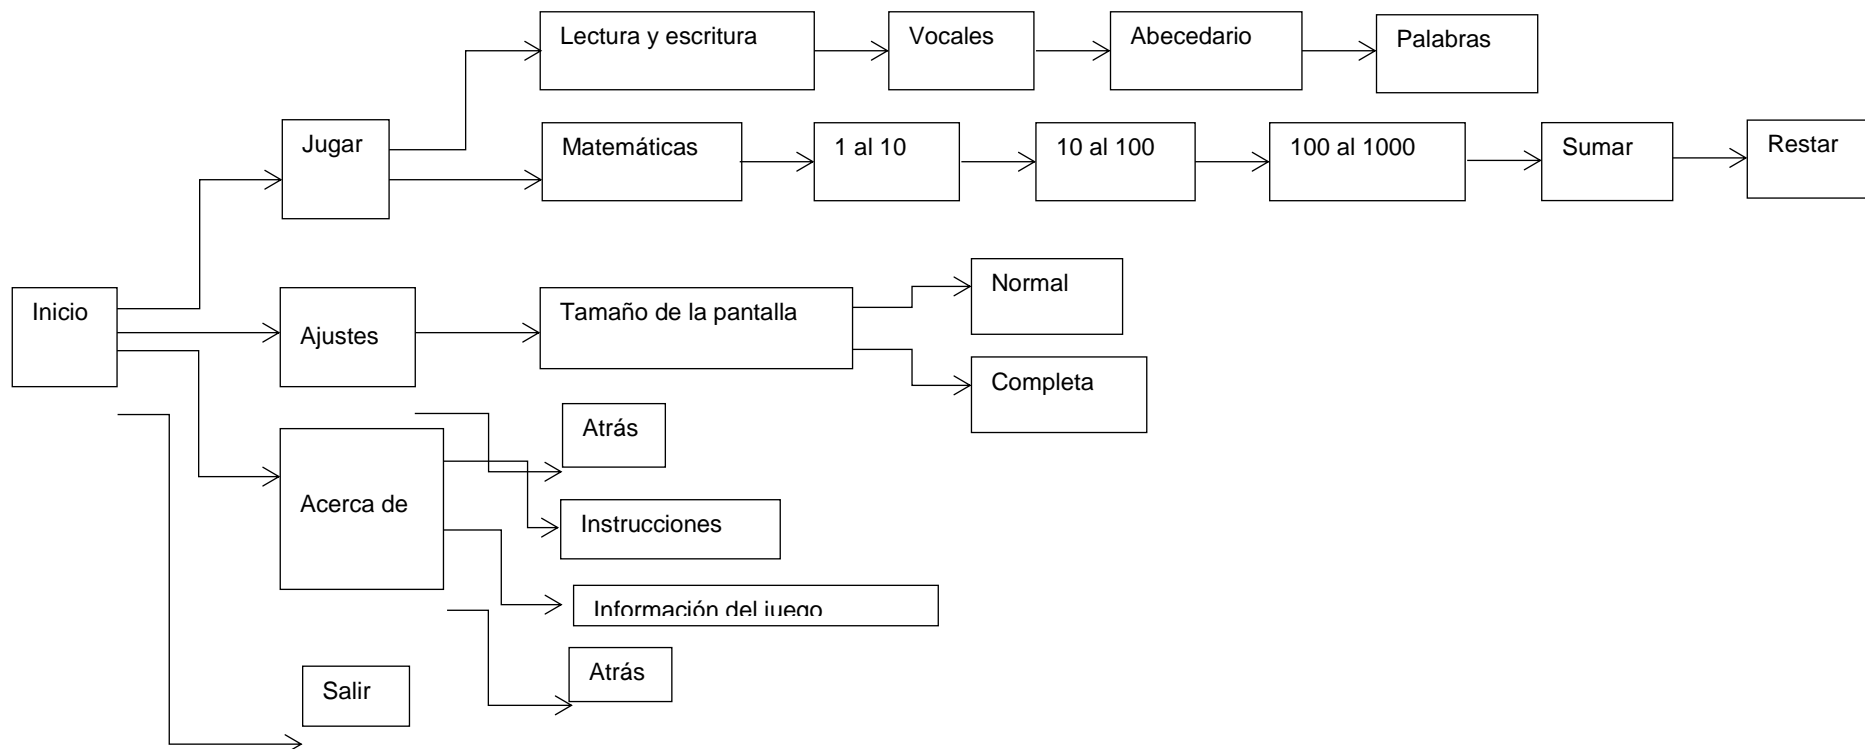 Lectura y escritura
Vocales
Abecedario
Palabras
Jugar
Matemáticas
1 al 10
10 al 100
100 al 1000
Sumar
Restar
Inicio
Ajustes
Tamaño de la pantalla
Normal
Completa
Atrás
Acerca de
Instrucciones
Información del juego
Atrás
Salir